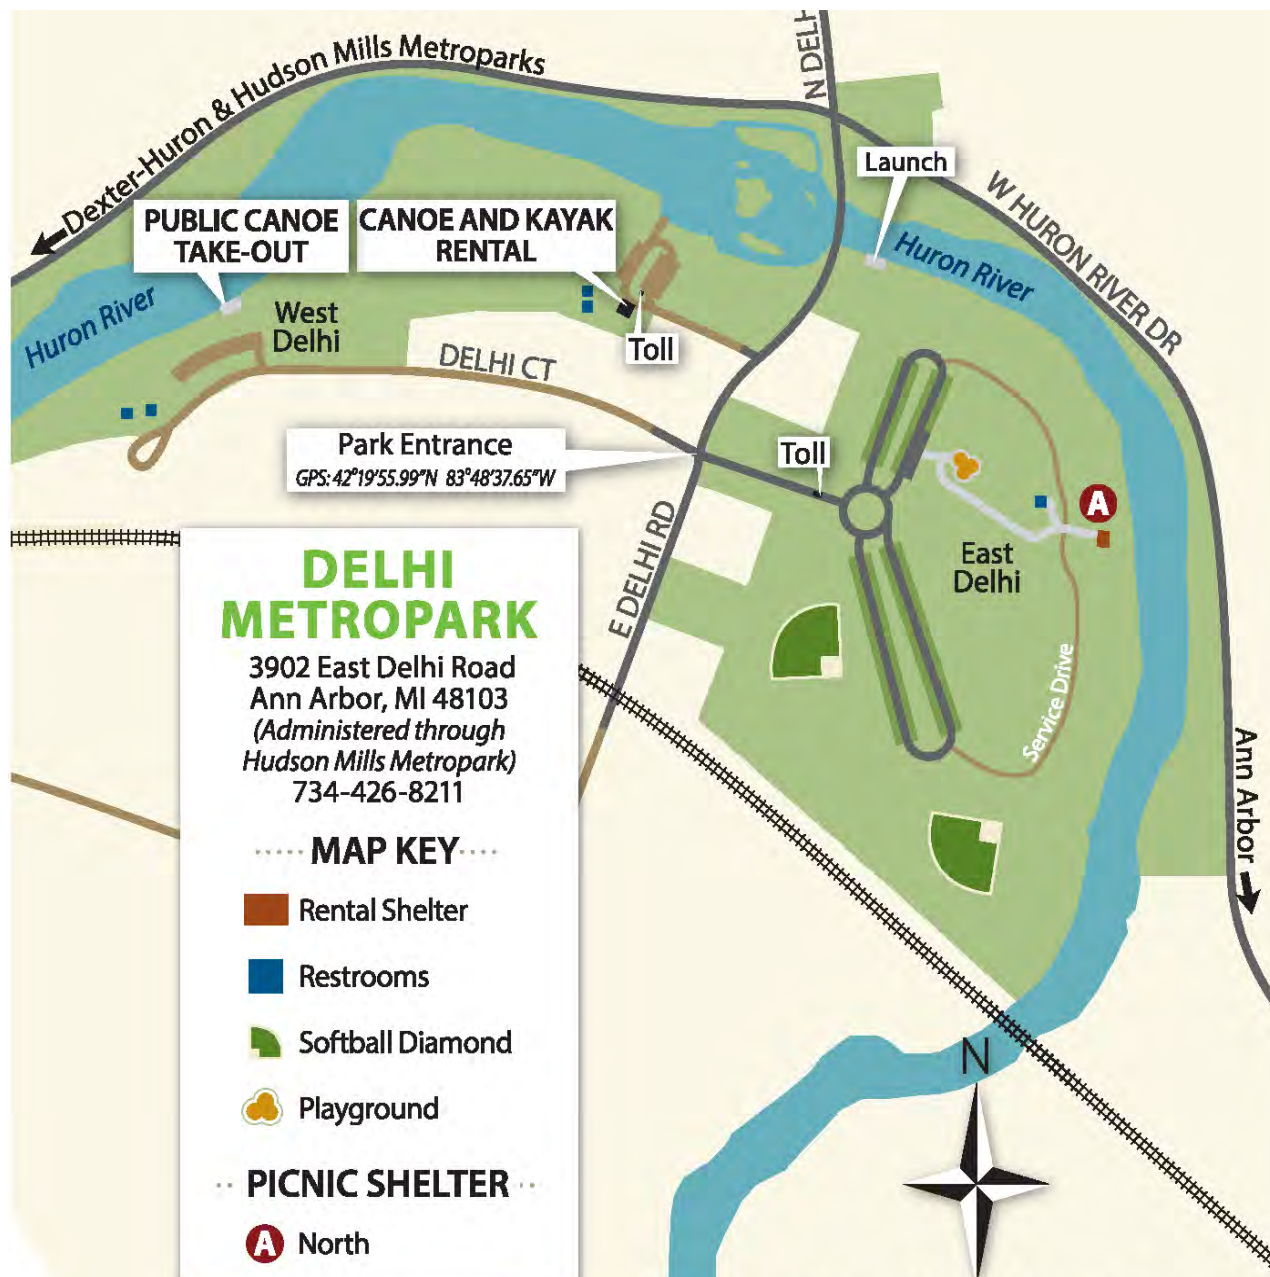 Dexter-Huron & Hudson Mills Metroparks
N DELH
Launch
W HURON RIVER DR
PUBLIC CANOE
TAKE-OUT
CANOE AND KAYAK
RENTAL
Huron River
Huron River
West
Delhi
Toll
DELHI CT
Park Entrance
GPS: 42°19'55.99"N 83°48'37.65"W
Toll
A
East
Delhi
E DELHI RD
Service Drive
Ann Arbor
DELHI
METROPARK
3902 East Delhi Road
Ann Arbor, MI 48103
(Administered through
Hudson Mills Metropark)
734-426-8211
MAP KEY
Rental Shelter
Restrooms
Softball Diamond
Playground
PICNIC SHELTER
A North
N